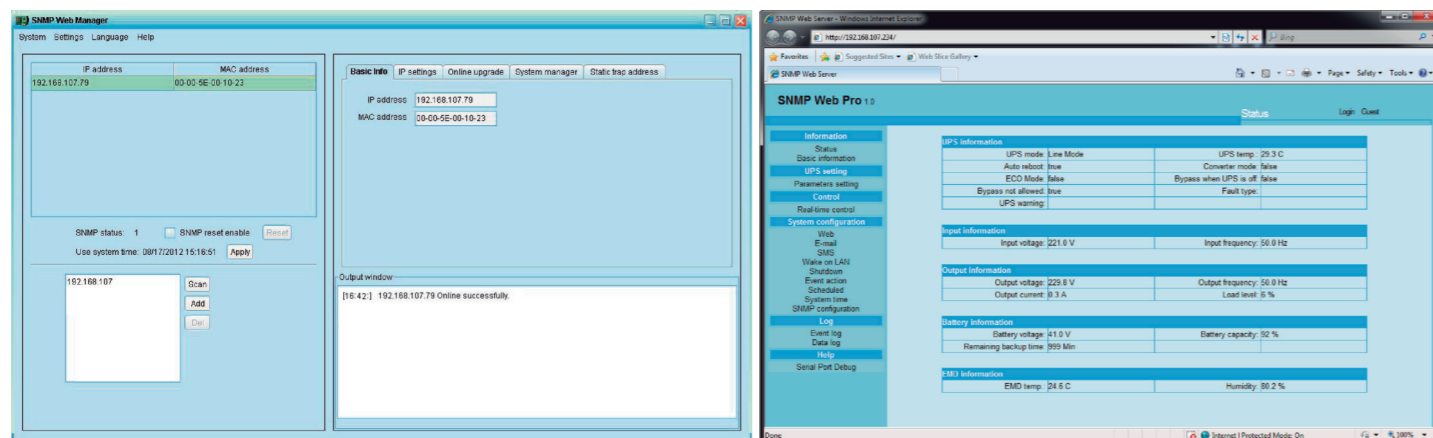 SNMP Web Manager
System Settings Language Help
IP address MAC address
192.168.107.79 00-00-5E-00-10-23
SNMP status: 1 SNMP reset enable Reset
Use system time: 08/17/2012 15:16:51 Apply
192.168.107
Scan
Add
Del
Basic Info IP settings Online upgrade System manager Static trap address
IP address 192.168.107.79
MAC address 00-00-5E-00-10-23
Output window
[16:42:] 192.168.107.79 Online successfully.
SNMP Web Server - Windows Internet Explorer
http://192.168.107.234/
Bing
Favorites Suggested Sites Web Slice Gallery
SNMP Web Server
Page Safety Tools
SNMP Web Pro 1.0
Status
Login Guest
Information
Status
Basic information
UPS setting
Parameters setting
Control
Real-time control
System configuration
Web
E-mail
SMS
Wake on LAN
Shutdown
Event action
Scheduled
System time
SNMP configuration
Log
Event log
Data log
Help
Serial Port Debug
UPS information
UPS mode: Line Mode UPS temp.: 29.3 C
Auto reboot: true Converter mode: false
ECO Mode: false Bypass when UPS is off: false
Bypass not allowed: true Fault type:
UPS warning:
Input information
Input voltage: 221.0 V Input frequency: 50.0 Hz
Output information
Output voltage: 229.8 V Output frequency: 50.0 Hz
Output current: 0.3 A Load level: 6 %
Battery information
Battery voltage: 41.0 V Battery capacity: 92 %
Remaining backup time: 999 Min
EMD information
EMD temp.: 24.6 C Humidity: 80.2 %
Done
Internet | Protected Mode: On
100%